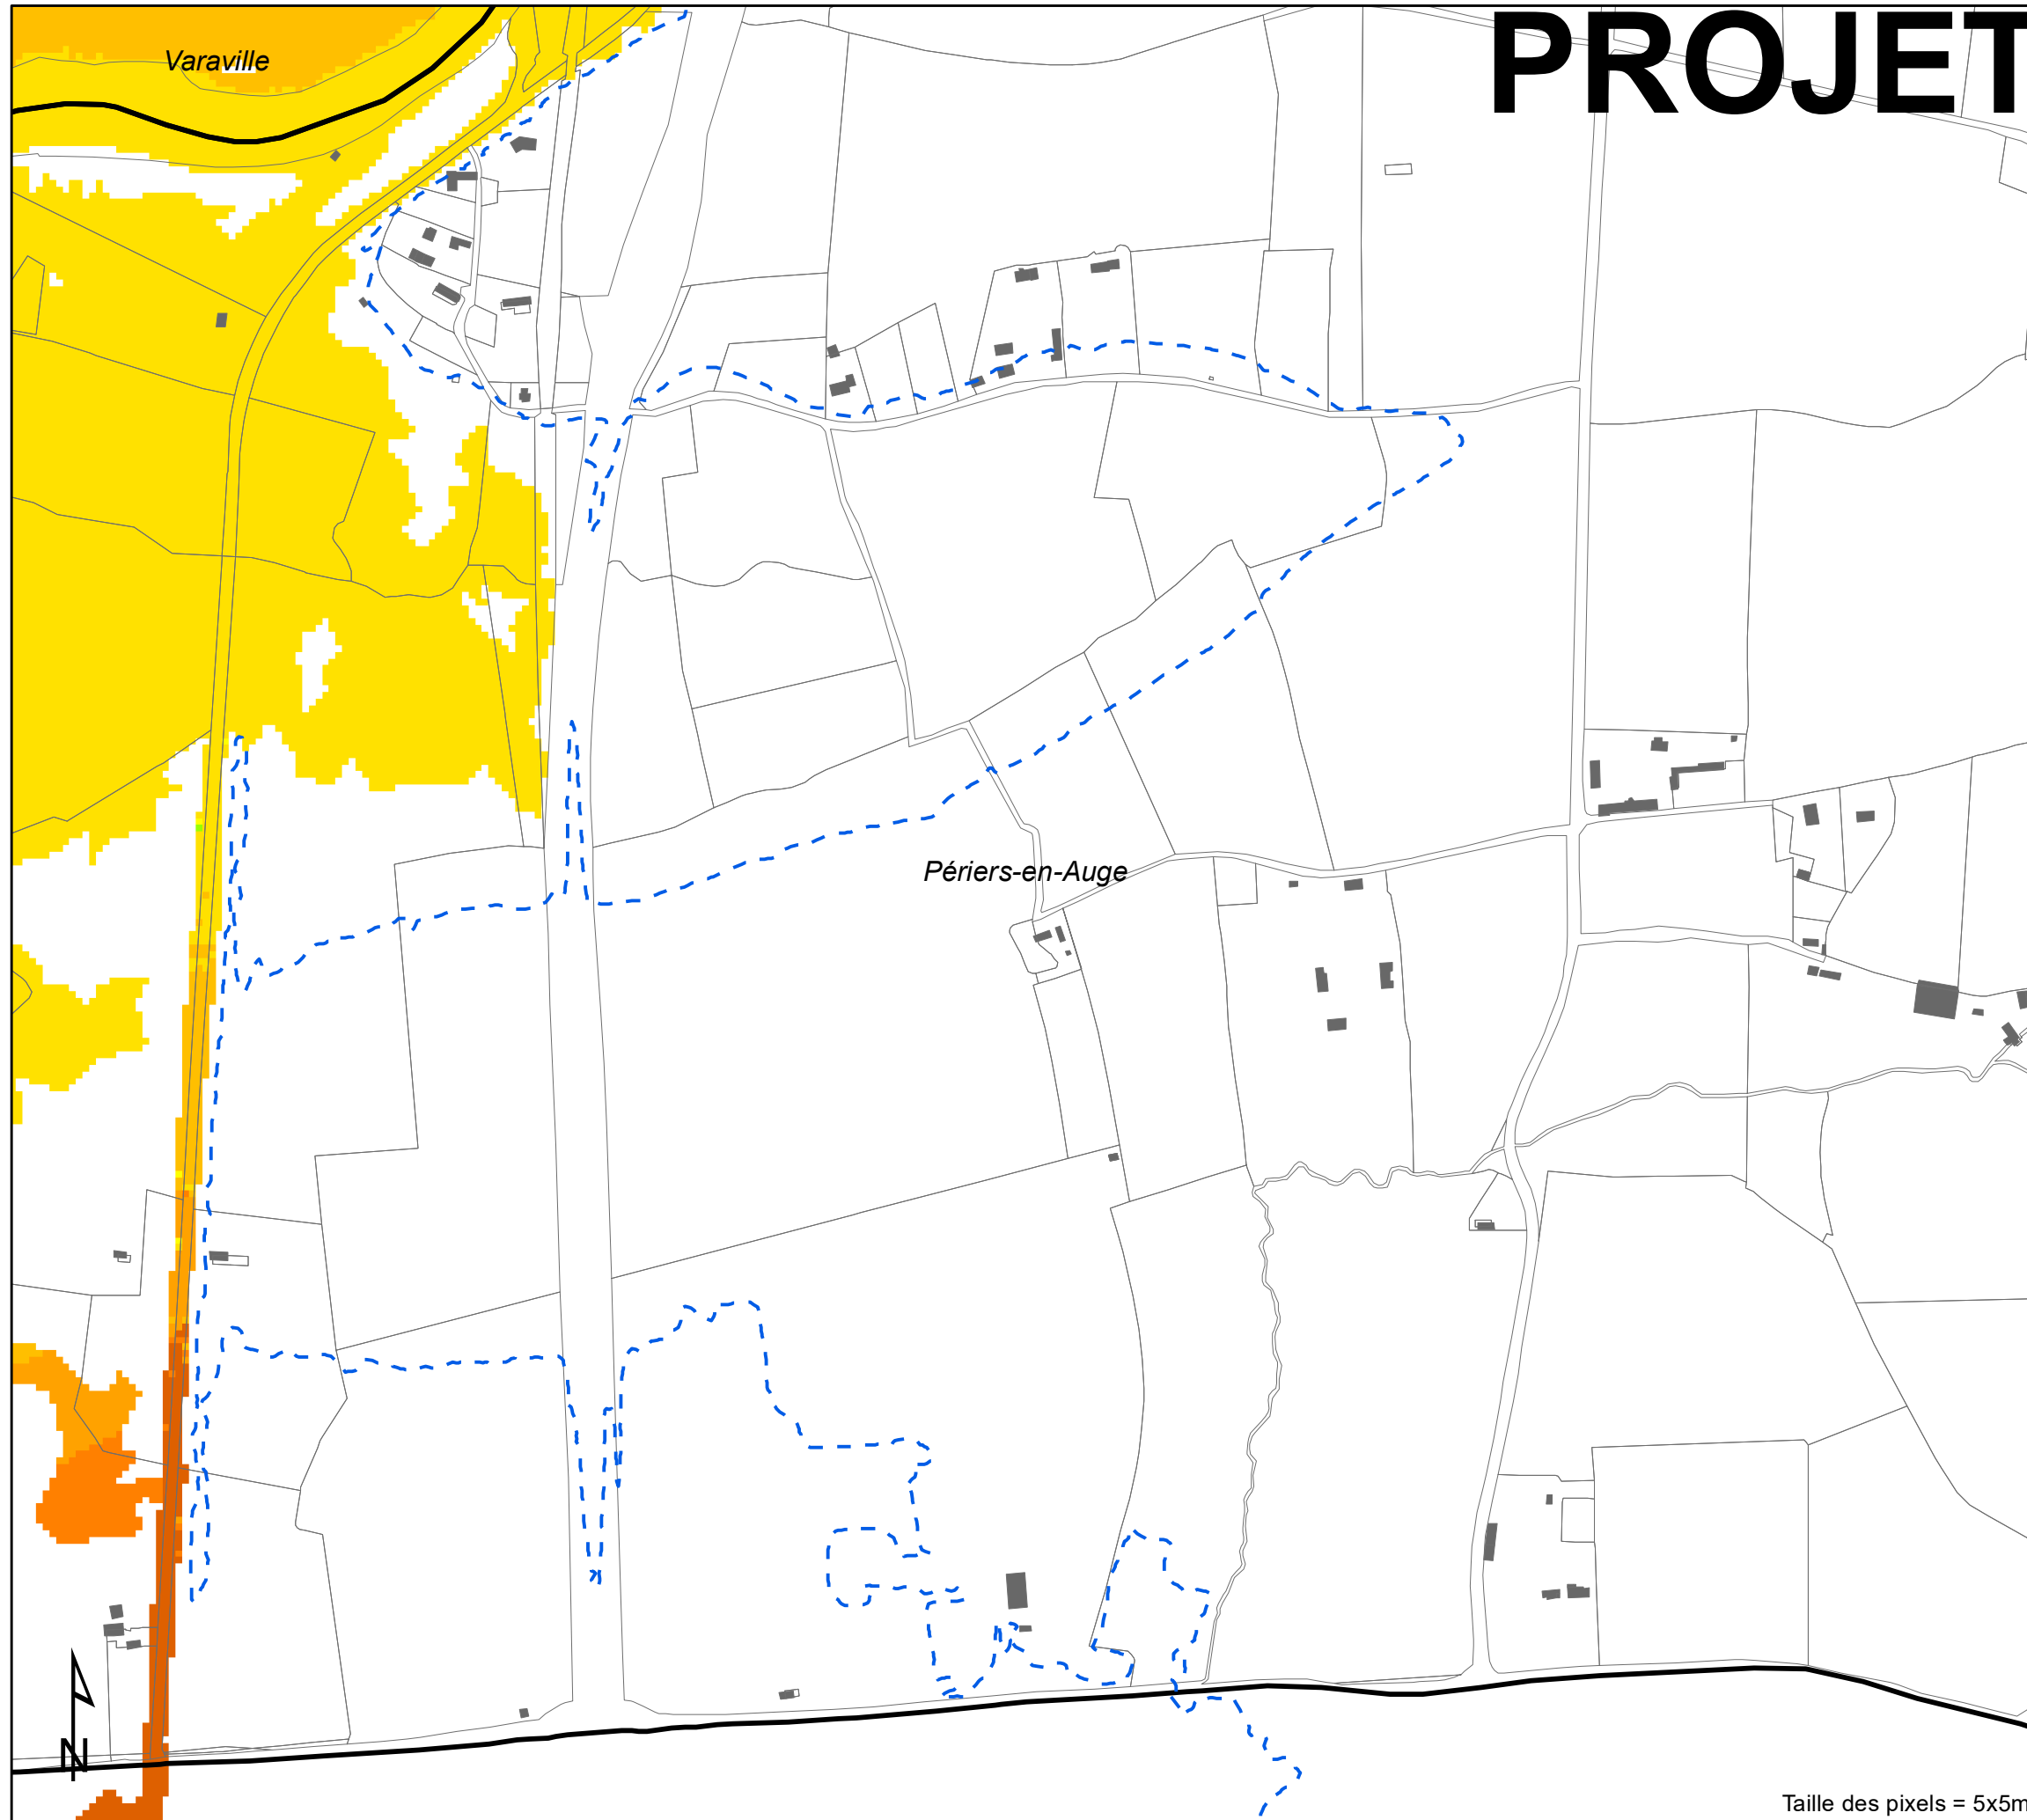 PROJET
Varaville
Périers-en-Auge
N
Taille des pixels = 5x5m